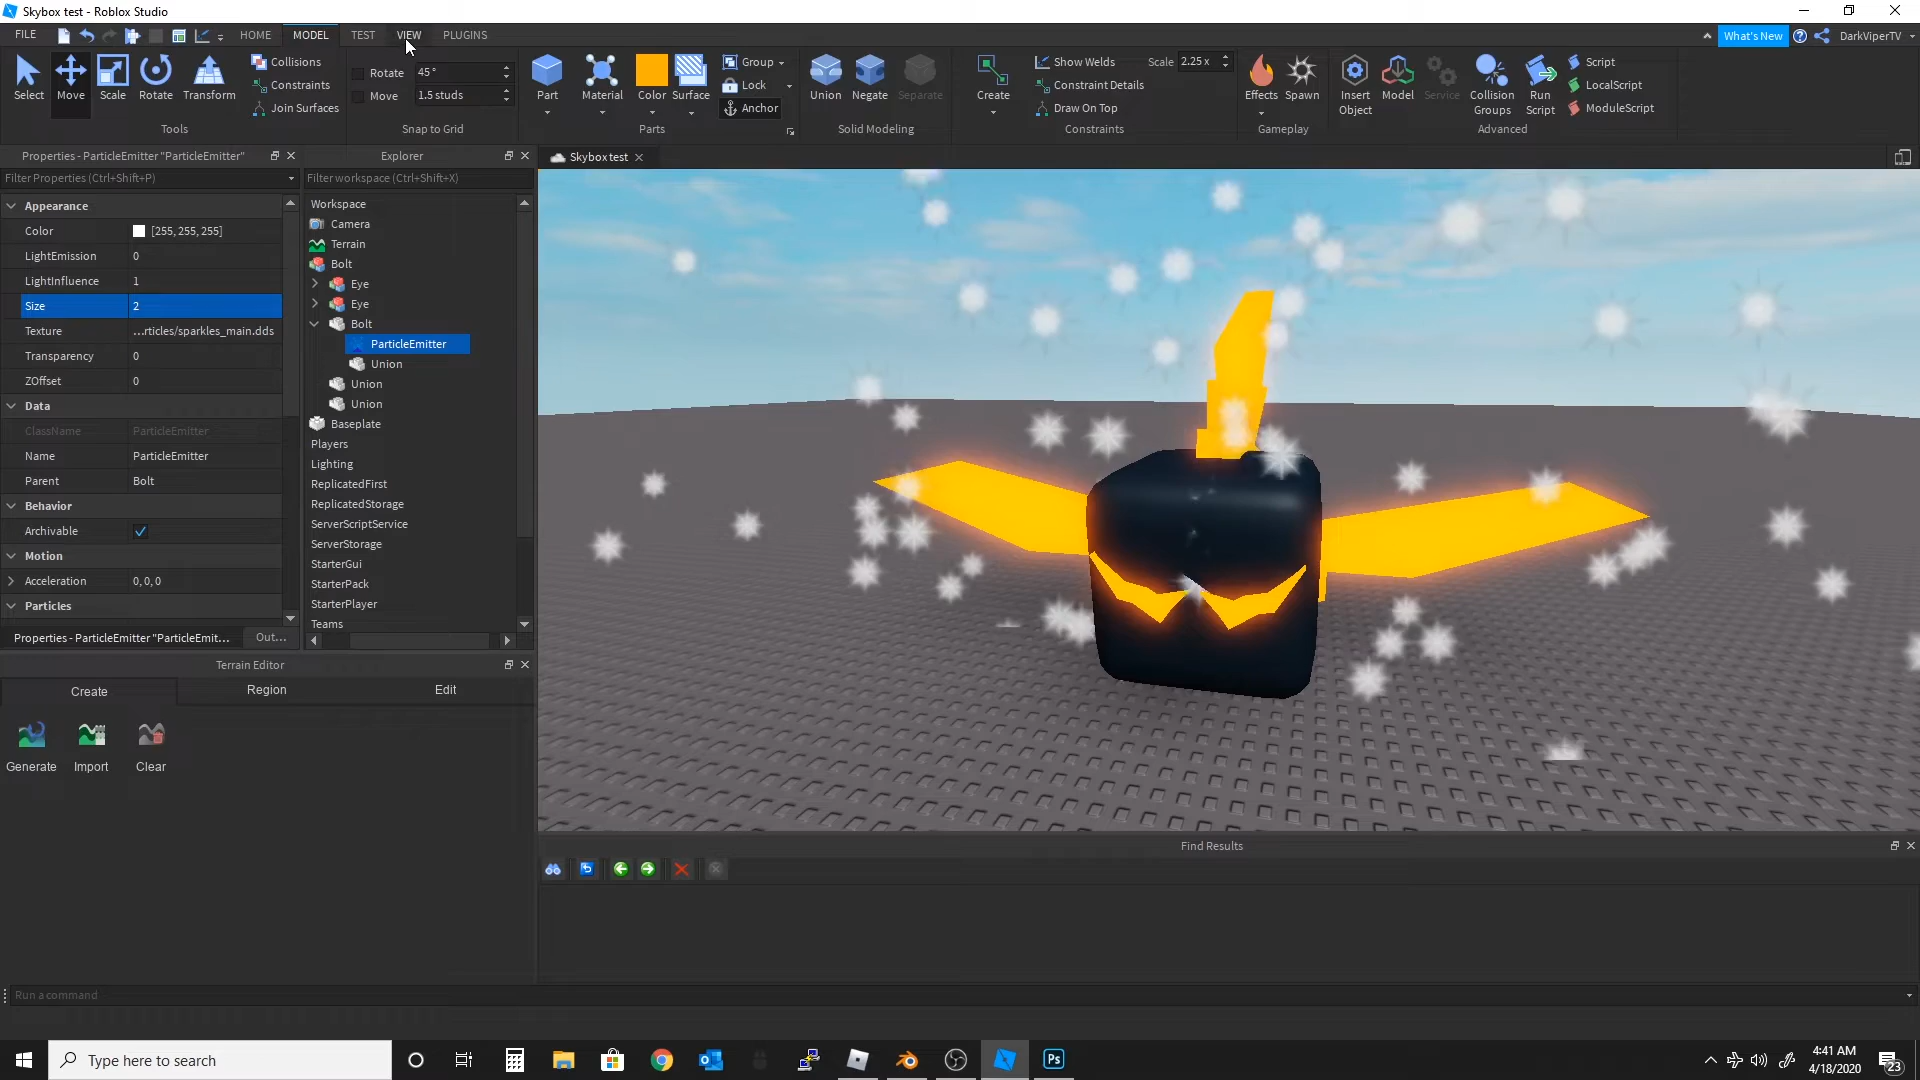 Skybox test - Roblox Studio
FILE HOME MODEL TEST VIEW PLUGINS What's New DarkViperTV
Select Move Scale Rotate Transform Collisions Constraints Join Surfaces
Tools
Rotate 45°
Move 1.5 studs
Snap to Grid
Part Material Color Surface Group Lock Anchor
Parts
Union Negate Separate
Solid Modeling
Create Show Welds Scale 2.25 x
Constraint Details
Draw On Top
Constraints
Effects Spawn
Gameplay
Insert Object Model Service Collision Groups Run Script Script LocalScript ModuleScript
Advanced
Properties - ParticleEmitter "ParticleEmitter"
Filter Properties (Ctrl+Shift+P)
Appearance
Color [255, 255, 255]
LightEmission 0
LightInfluence 1
Size 2
Texture ...rticles/sparkles_main.dds
Transparency 0
ZOffset 0
Data
ClassName ParticleEmitter
Name ParticleEmitter
Parent Bolt
Behavior
Archivable
Motion
Acceleration 0, 0, 0
Particles
Properties - ParticleEmitter "ParticleEmit... Out...
Explorer
Filter workspace (Ctrl+Shift+X)
Workspace
Camera
Terrain
Bolt
Eye
Eye
Bolt
ParticleEmitter
Union
Union
Union
Baseplate
Players
Lighting
ReplicatedFirst
ReplicatedStorage
ServerScriptService
ServerStorage
StarterGui
StarterPack
StarterPlayer
Teams
Skybox test
Terrain Editor
Create Region Edit
Generate Import Clear
Find Results
Run a command
Type here to search
Ps
4:41 AM
4/18/2020
23